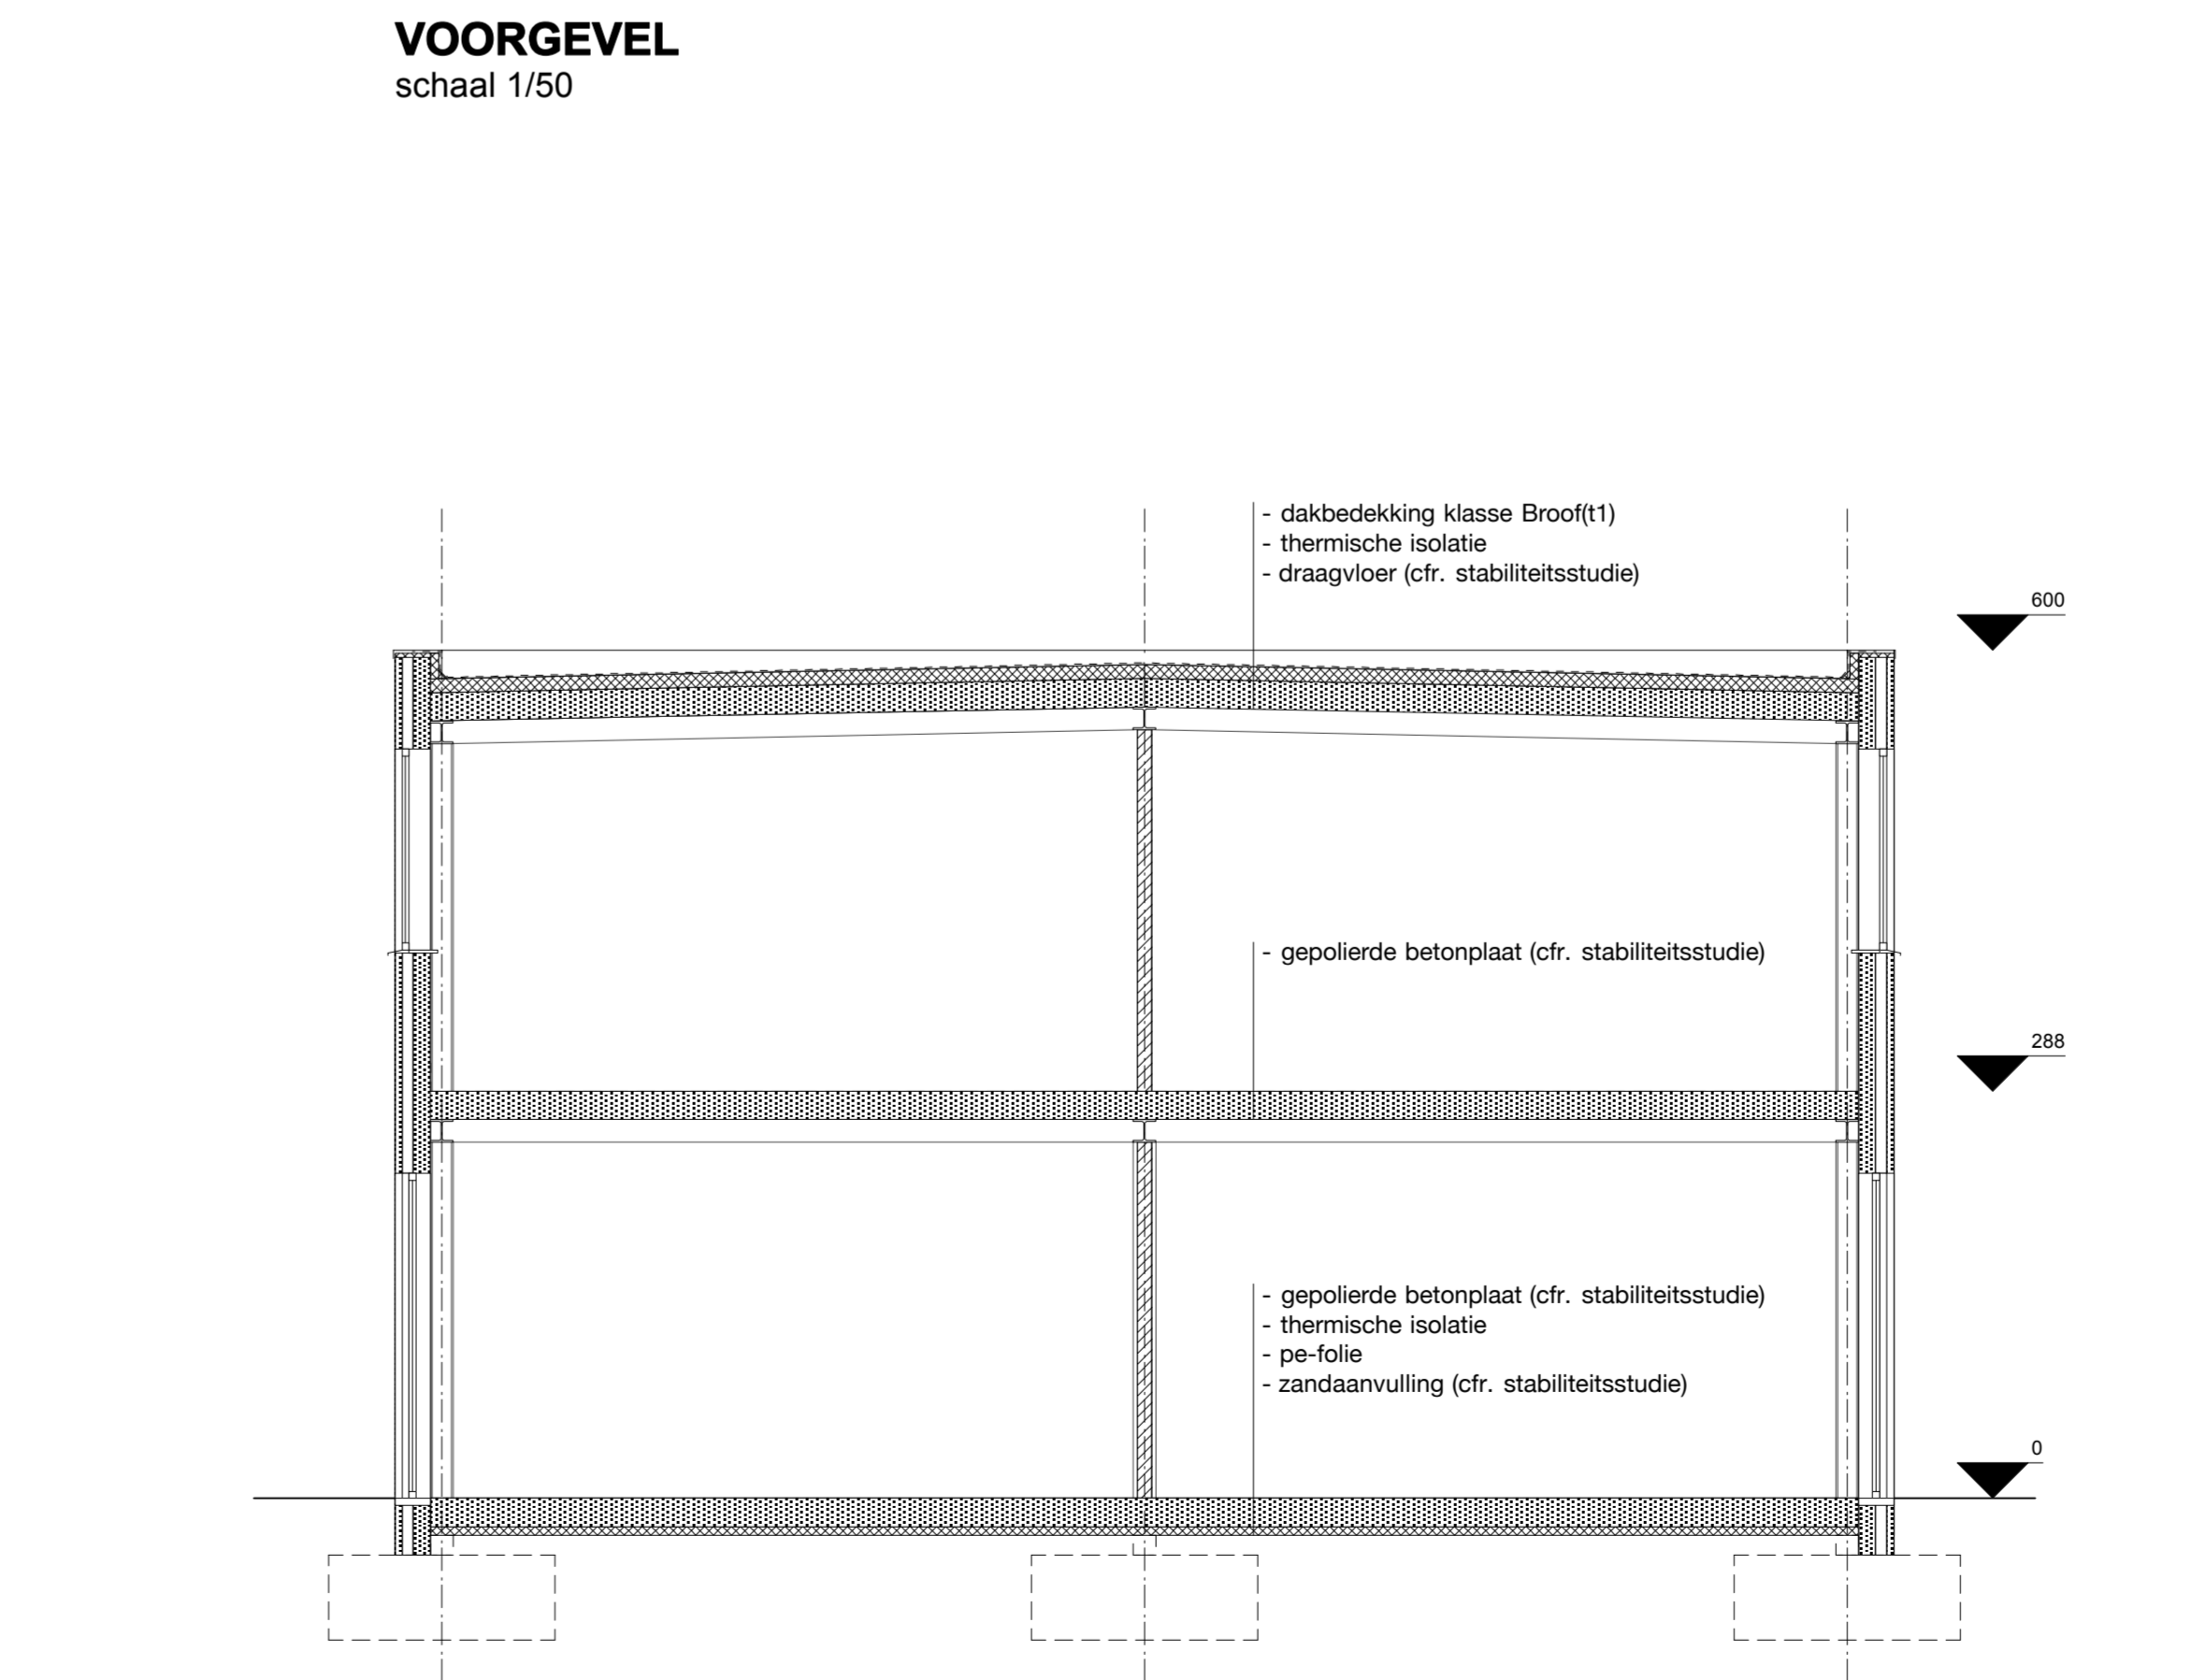 VOORGEVEL
schaal 1/50
- dakbedekking klasse Broof(t1)
- thermische isolatie
- draagvloer (cfr. stabiliteitsstudie)
600
- gepolierde betonplaat (cfr. stabiliteitsstudie)
288
- gepolierde betonplaat (cfr. stabiliteitsstudie)
- thermische isolatie
- pe-folie
- zandaanvulling (cfr. stabiliteitsstudie)
0